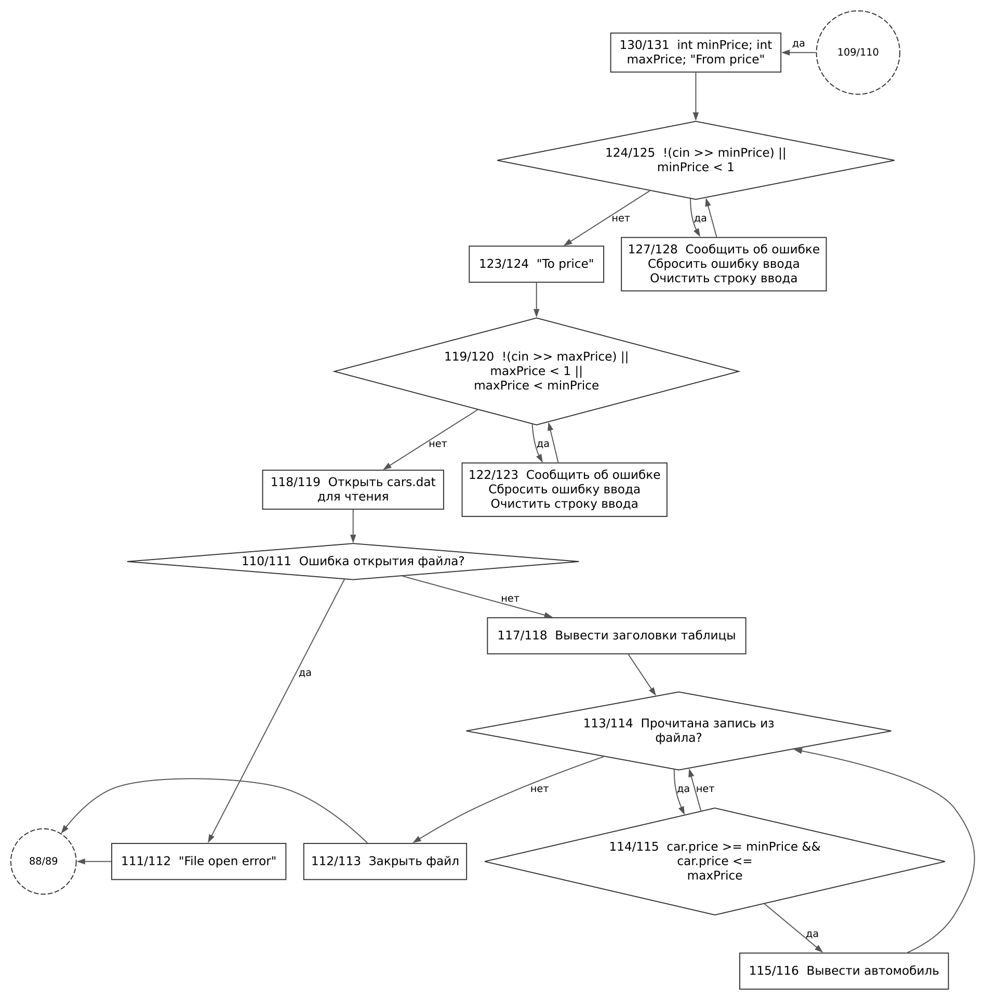 130/131  int minPrice; int
maxPrice; "From price"
да
109/110
124/125  !(cin >> minPrice) ||
minPrice < 1
нет
да
123/124  "To price"
127/128  Сообщить об ошибке
Сбросить ошибку ввода
Очистить строку ввода
119/120  !(cin >> maxPrice) ||
maxPrice < 1 ||
maxPrice < minPrice
нет
да
118/119  Открыть cars.dat
для чтения
122/123  Сообщить об ошибке
Сбросить ошибку ввода
Очистить строку ввода
110/111  Ошибка открытия файла?
нет
117/118  Вывести заголовки таблицы
да
113/114  Прочитана запись из
файла?
нет
да
нет
88/89
111/112  "File open error"
112/113  Закрыть файл
114/115  car.price >= minPrice &&
car.price <=
maxPrice
да
115/116  Вывести автомобиль